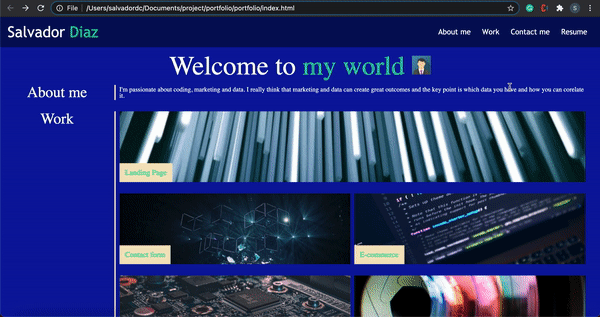 File | /Users/salvadordc/Documents/project/portfolio/portfolio/index.html
S
Salvador Diaz
About me Work Contact me Resume
Welcome to my world
About me
I'm passionate about coding, marketing and data. I really think that marketing and data can create great outcomes and the key point is which data you have and how you can corelate
it.
Work
Landing Page
Contact form
E-commerce